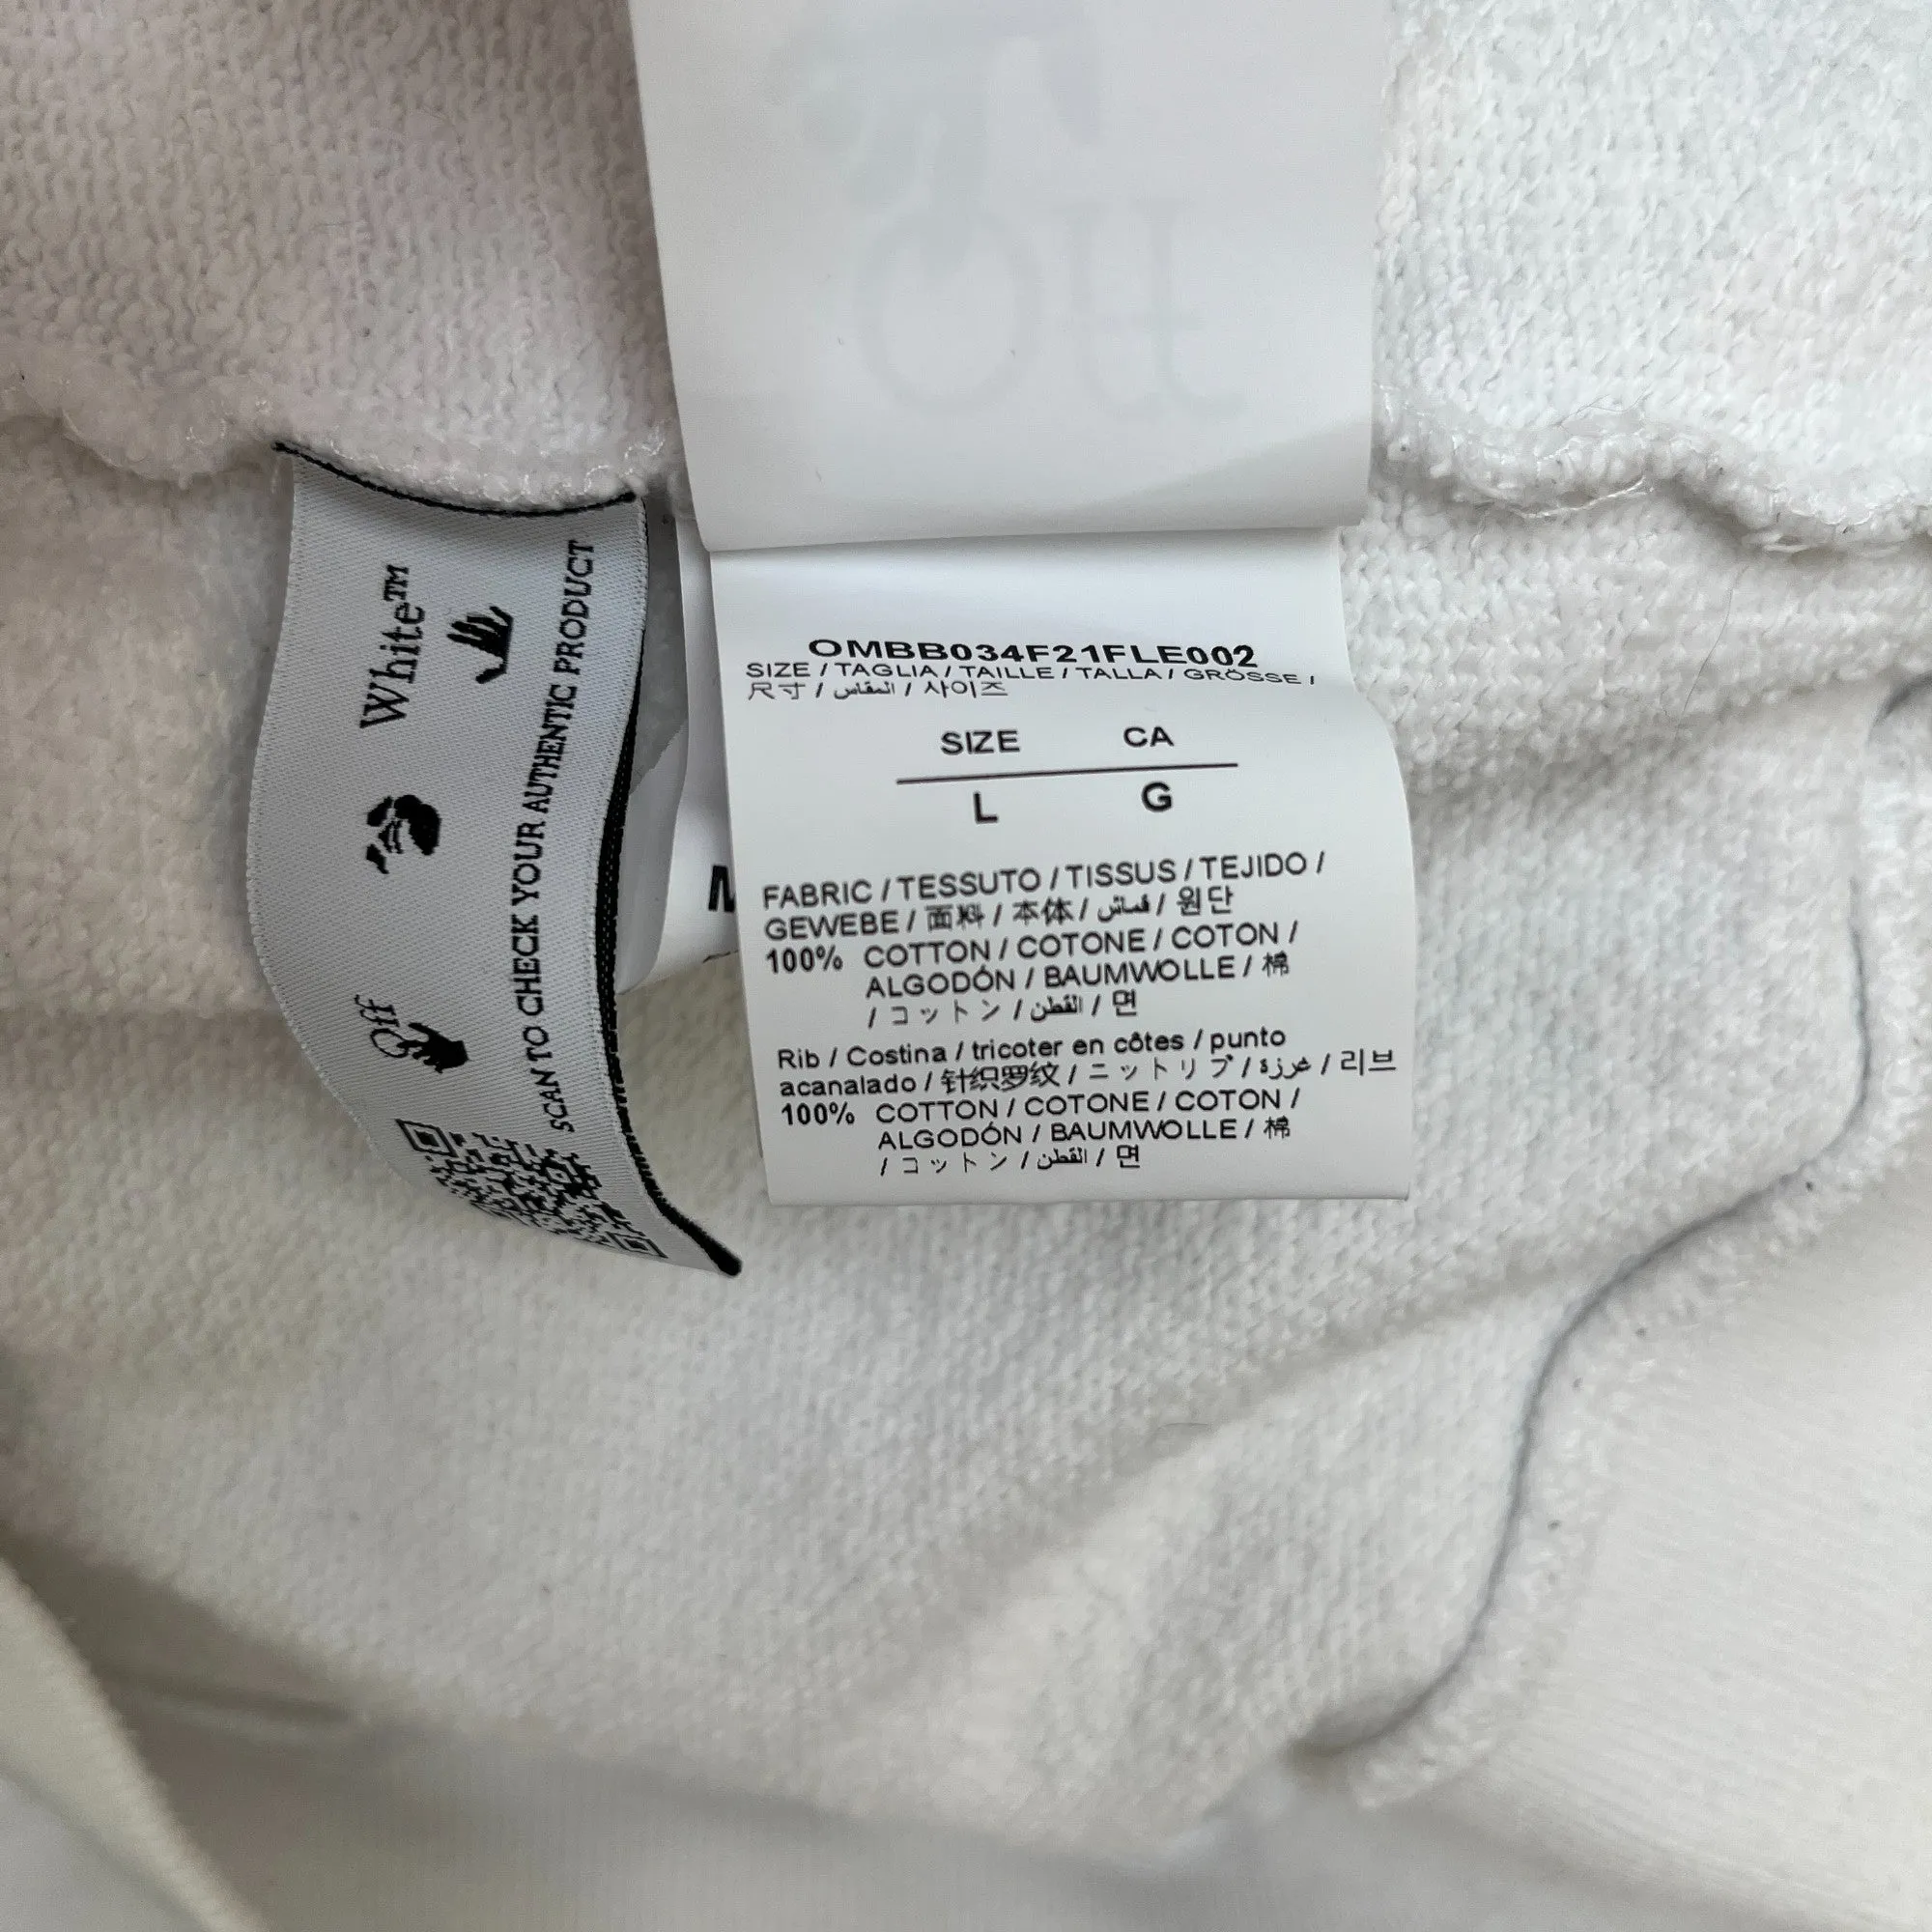 Off White™
SCAN TO CHECK YOUR AUTHENTIC PRODUCT
Off
M
OMBB034F21FLE002
SIZE / TAGLIA / TAILLE / TALLA / GRÖSSE /
尺寸 / المقاس / 사이즈
SIZE CA
L G
FABRIC / TESSUTO / TISSUS / TEJIDO /
GEWEBE / 面料 / 本体 / قماش / 원단
100% COTTON / COTONE / COTON /
ALGODÓN / BAUMWOLLE / 棉
/ コットン / القطن / 면
Rib / Costina / tricoter en côtes / punto
acanalado / 针织罗纹 / ニットリブ / غرزة / 리브
100% COTTON / COTONE / COTON /
ALGODÓN / BAUMWOLLE / 棉
/ コットン / القطن / 면